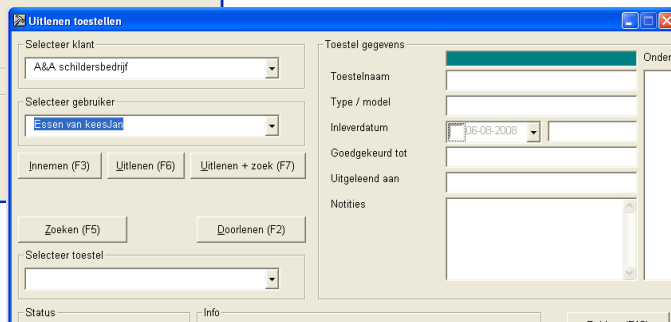 Uitlenen toestellen
Selecteer klant
A&A schildersbedrijf
Selecteer gebruiker
Essen van keesJan
Innemen (F3)
Uitlenen (F6)
Uitlenen + zoek (F7)
Zoeken (F5)
Doorlenen (F2)
Selecteer toestel
Status
Info
Toestel gegevens
Onder
Toestelnaam
Type / model
Inleverdatum
06-08-2008
Goedgekeurd tot
Uitgeleend aan
Notities